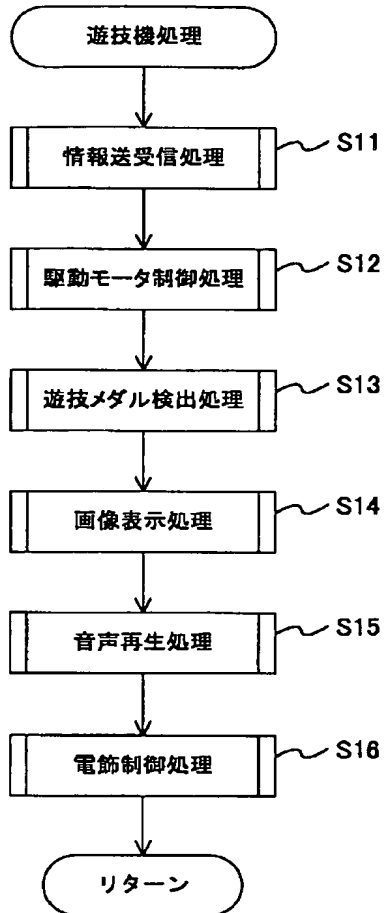 遊技機処理
情報送受信処理
S11
駆動モータ制御処理
S12
遊技メダル検出処理
S13
画像表示処理
S14
音声再生処理
S15
電飾制御処理
S16
リターン